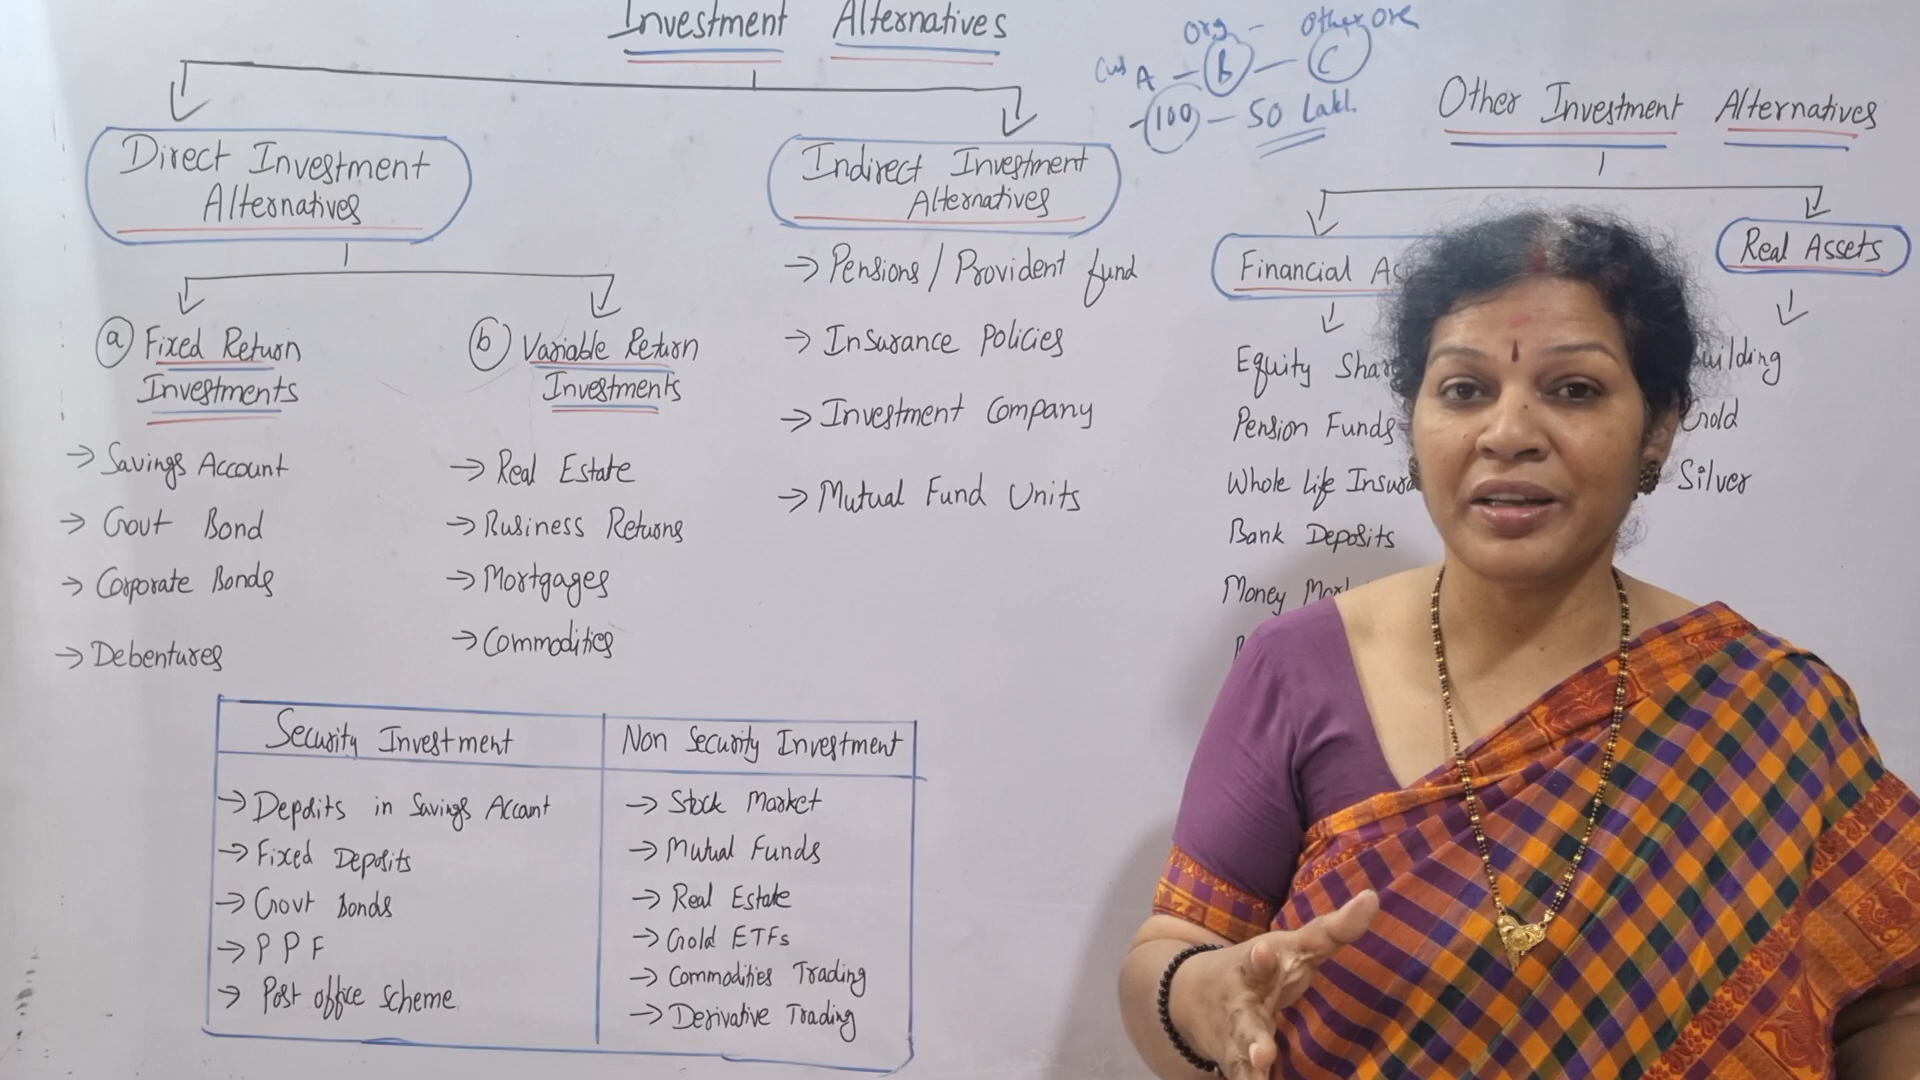 Investment Alternatives
Direct Investment
Alternatives
a Fixed Return
Investments
→ Savings Account
→ Govt Bond
→ Corporate Bonds
→ Debentures
b Variable Return
Investments
→ Real Estate
→ Business Returns
→ Mortgages
→ Commodities
Indirect Investment
Alternatives
→ Pensions / Provident fund
→ Insurance Policies
→ Investment Company
→ Mutual Fund Units
Org - Other
Cus A - B - C
- 100 - 50 Lakh.
Other Investment Alternatives
Financial
Equity
Pension Funds
Whole Life
Bank Deposits
Money
Real Assets
Silver
Security Investment
→ Deposits in Savings Account
→ Fixed Deposits
→ Govt Bonds
→ P P F
→ Post office Scheme
Non Security Investment
→ Stock Market
→ Mutual Funds
→ Real Estate
→ Gold ETFs
→ Commodities Trading
→ Derivative Trading